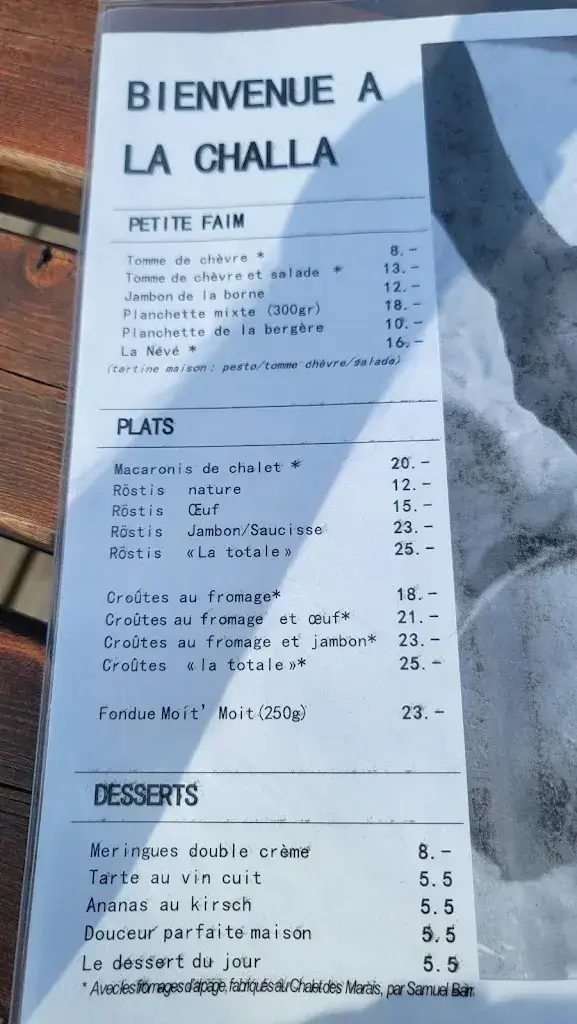 BIENVENUE A
LA CHALLA
PETITE FAIM
Tomme de chèvre * 8.-
Tomme de chèvre et salade * 13.-
Jambon de la borne 12.-
Planchette mixte (300gr) 18.-
Planchette de la bergère 10.-
La Névé * 16.-
(tartine maison: pesto/tomme chèvre/salade)
PLATS
Macaronis de chalet * 20.-
Röstis nature 12.-
Röstis Œuf 15.-
Röstis Jambon/Saucisse 23.-
Röstis «La totale» 25.-
Croûtes au fromage* 18.-
Croûtes au fromage et œuf* 21.-
Croûtes au fromage et jambon* 23.-
Croûtes «la totale»* 25.-
Fondue Moit' Moit (250g) 23.-
DESSERTS
Meringues double crème 8.-
Tarte au vin cuit 5.5
Ananas au kirsch 5.5
Douceur parfaite maison 5.5
Le dessert du jour 5.5
* Avec les fromages d'alpage, fabriqués au Chalet des Marais, par Samuel